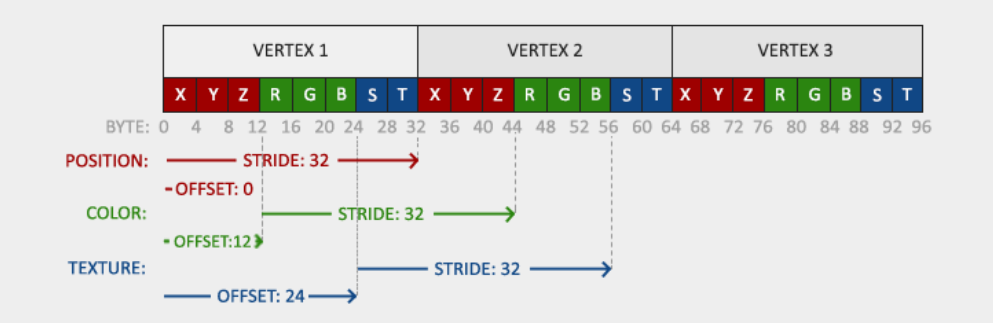 VERTEX 1 VERTEX 2 VERTEX 3
X Y Z R G B S T X Y Z R G B S T X Y Z R G B S T
BYTE: 0 4 8 12 16 20 24 28 32 36 40 44 48 52 56 60 64 68 72 76 80 84 88 92 96
POSITION: STRIDE: 32
OFFSET: 0
COLOR: STRIDE: 32
OFFSET:12
TEXTURE: STRIDE: 32
OFFSET: 24